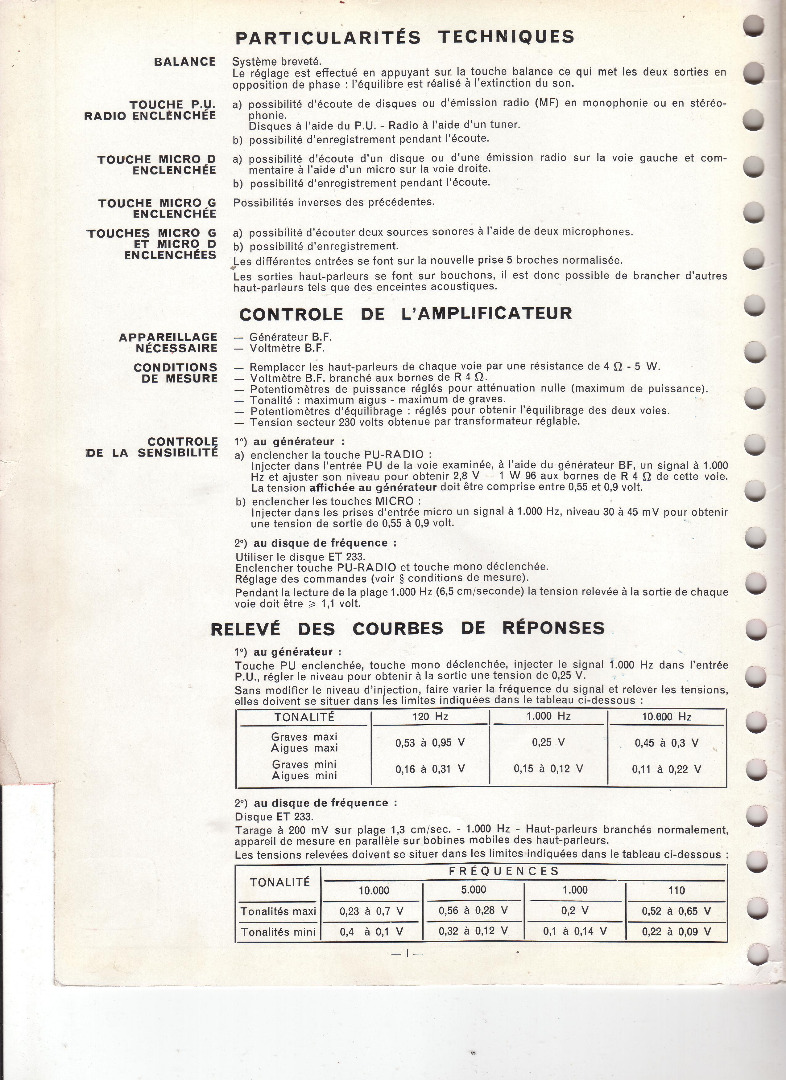 PARTICULARITÉS TECHNIQUES
BALANCE
Système breveté.
Le réglage est effectué en appuyant sur la touche balance ce qui met les deux sorties en
opposition de phase : l'équilibre est réalisé à l'extinction du son.
TOUCHE P.U.
RADIO ENCLENCHÉE
a) possibilité d'écoute de disques ou d'émission radio (MF) en monophonie ou en stéréo-
phonie.
Disques à l'aide du P.U. - Radio à l'aide d'un tuner.
b) possibilité d'enregistrement pendant l'écoute.
TOUCHE MICRO D
ENCLENCHÉE
a) possibilité d'écoute d'un disque ou d'une émission radio sur la voie gauche et com-
mentaire à l'aide d'un micro sur la voie droite.
b) possibilité d'enregistrement pendant l'écoute.
TOUCHE MICRO G
ENCLENCHÉE
Possibilités inverses des précédentes.
TOUCHES MICRO G
ET MICRO D
ENCLENCHÉES
a) possibilité d'écouter deux sources sonores à l'aide de deux microphones.
b) possibilité d'enregistrement.
Les différentes entrées se font sur la nouvelle prise 5 broches normalisée.
Les sorties haut-parleurs se font sur bouchons, il est donc possible de brancher d'autres
haut-parleurs tels que des enceintes acoustiques.
CONTROLE DE L'AMPLIFICATEUR
APPAREILLAGE
NÉCESSAIRE
— Générateur B.F.
— Voltmètre B.F.
CONDITIONS
DE MESURE
— Remplacer les haut-parleurs de chaque voie par une résistance de 4 Ω - 5 W.
— Voltmètre B.F. branché aux bornes de R 4 Ω.
— Potentiomètres de puissance réglés pour atténuation nulle (maximum de puissance).
— Tonalité : maximum aigus - maximum de graves.
— Potentiomètres d'équilibrage : réglés pour obtenir l'équilibrage des deux voies.
— Tension secteur 230 volts obtenue par transformateur réglable.
CONTROLE
DE LA SENSIBILITÉ
1°) au générateur :
a) enclencher la touche PU-RADIO :
Injecter dans l'entrée PU de la voie examinée, à l'aide du générateur BF, un signal à 1.000
Hz et ajuster son niveau pour obtenir 2,8 V 1 W 96 aux bornes de R 4 Ω de cette voie.
La tension affichée au générateur doit être comprise entre 0,55 et 0,9 volt.
b) enclencher les touches MICRO :
Injecter dans les prises d'entrée micro un signal à 1.000 Hz, niveau 30 à 45 mV pour obtenir
une tension de sortie de 0,55 à 0,9 volt.
2°) au disque de fréquence :
Utiliser le disque ET 233.
Enclencher touche PU-RADIO et touche mono déclenchée.
Réglage des commandes (voir § conditions de mesure).
Pendant la lecture de la plage 1.000 Hz (6,5 cm/seconde) la tension relevée à la sortie de chaque
voie doit être ⩾ 1,1 volt.
RELEVÉ DES COURBES DE RÉPONSES
1°) au générateur :
Touche PU enclenchée, touche mono déclenchée, injecter le signal 1.000 Hz dans l'entrée
P.U., régler le niveau pour obtenir à la sortie une tension de 0,25 V.
Sans modifier le niveau d'injection, faire varier la fréquence du signal et relever les tensions,
elles doivent se situer dans les limites indiquées dans le tableau ci-dessous :
TONALITÉ 120 Hz 1.000 Hz 10.000 Hz
Graves maxi
Aigues maxi
0,53 à 0,95 V 0,25 V 0,45 à 0,3 V
Graves mini
Aigues mini
0,16 à 0,31 V 0,15 à 0,12 V 0,11 à 0,22 V
2°) au disque de fréquence :
Disque ET 233.
Tarage à 200 mV sur plage 1,3 cm/sec. - 1.000 Hz - Haut-parleurs branchés normalement,
appareil de mesure en parallèle sur bobines mobiles des haut-parleurs.
Les tensions relevées doivent se situer dans les limites indiquées dans le tableau ci-dessous :
TONALITÉ
FRÉQUENCES
10.000 5.000 1.000 110
Tonalités maxi 0,23 à 0,7 V 0,56 à 0,28 V 0,2 V 0,52 à 0,65 V
Tonalités mini 0,4 à 0,1 V 0,32 à 0,12 V 0,1 à 0,14 V 0,22 à 0,09 V
— I —